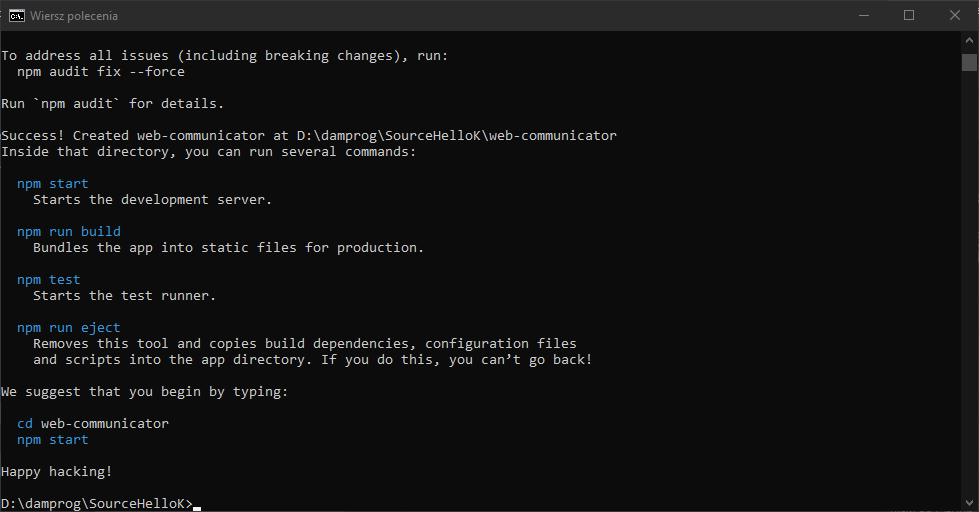 Wiersz polecenia
To address all issues (including breaking changes), run:
npm audit fix --force
Run `npm audit` for details.
Success! Created web-communicator at D:\damprog\SourceHelloK\web-communicator
Inside that directory, you can run several commands:
npm start
Starts the development server.
npm run build
Bundles the app into static files for production.
npm test
Starts the test runner.
npm run eject
Removes this tool and copies build dependencies, configuration files
and scripts into the app directory. If you do this, you can’t go back!
We suggest that you begin by typing:
cd web-communicator
npm start
Happy hacking!
D:\damprog\SourceHelloK>